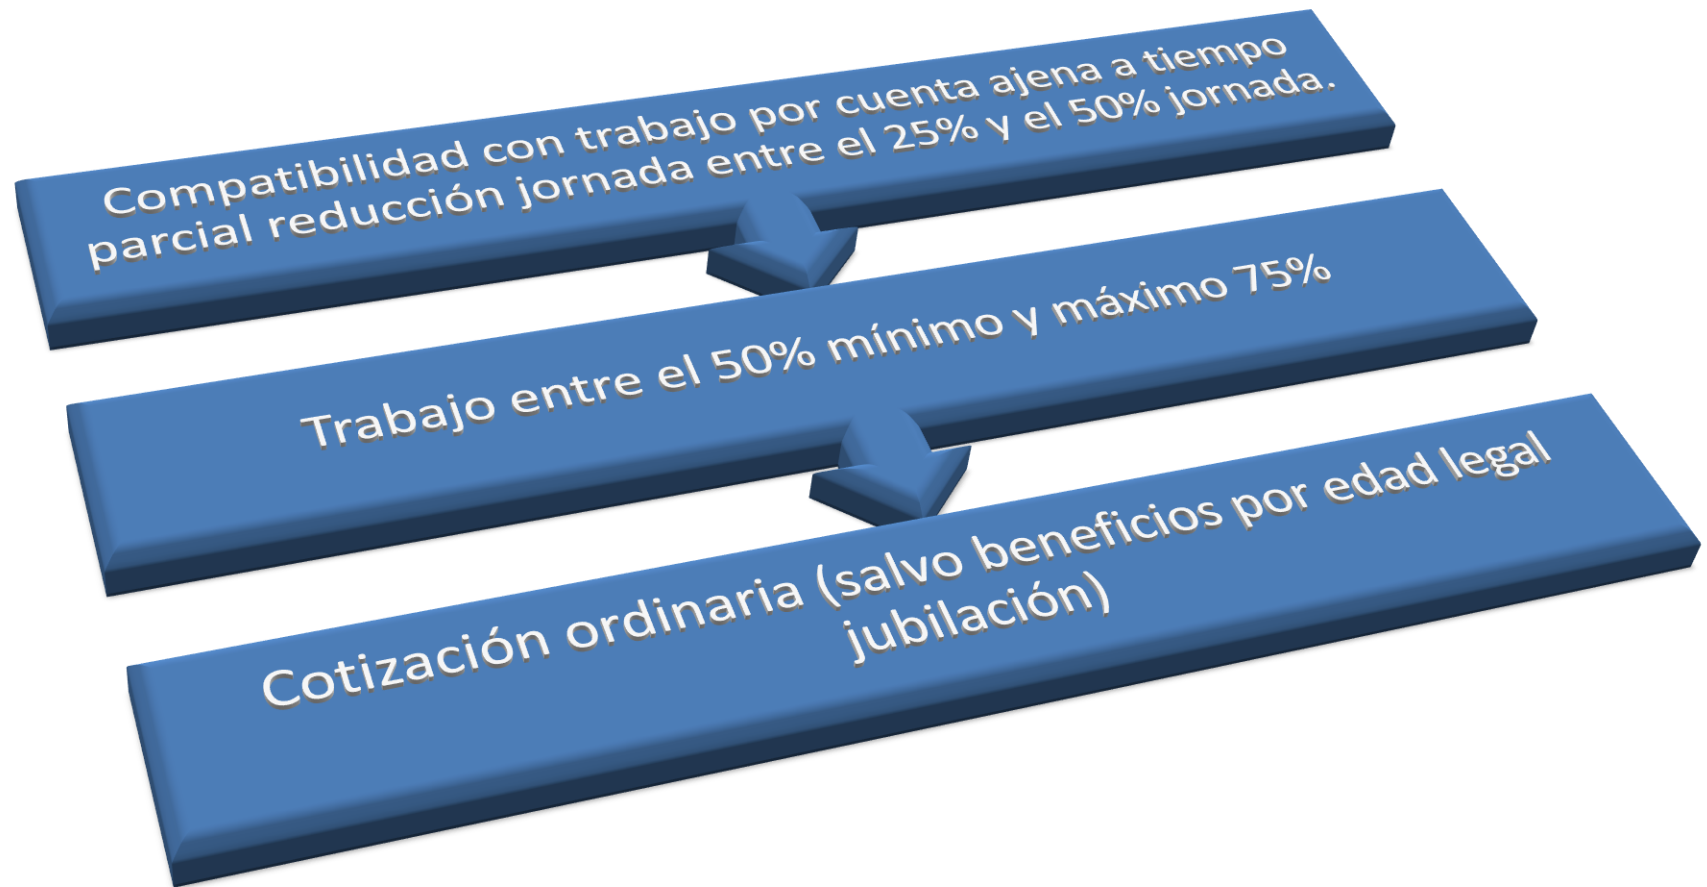 Compatibilidad con trabajo por cuenta ajena a tiempo
parcial reducción jornada entre el 25% y el 50% jornada.
Trabajo entre el 50% mínimo y máximo 75%
Cotización ordinaria (salvo beneficios por edad legal
jubilación)